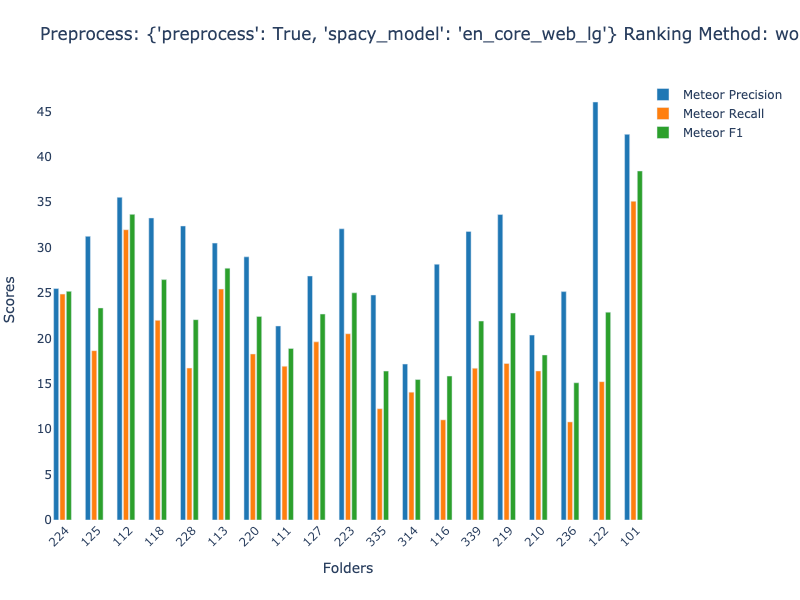 Preprocess: {'preprocess': True, 'spacy_model': 'en_core_web_lg'} Ranking Method: wo
Meteor Precision
Meteor Recall
Meteor F1
45
40
35
30
25
20
15
10
5
0
Scores
224 125 112 118 228 113 220 111 127 223 335 314 116 339 219 210 236 122 101
Folders